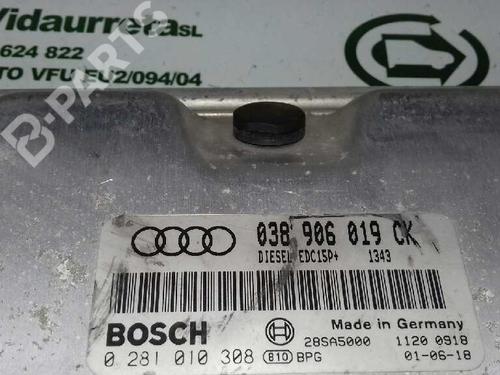 Vidaurreta SL
624 822
TO VFU EU2/094/04
B-PARTS
038 906 019 CK
DIESEL EDC15P+ 1343
BOSCH
Made in Germany
28SA5000 1120 0918
0 281 010 308 810 BPG 01-06-18